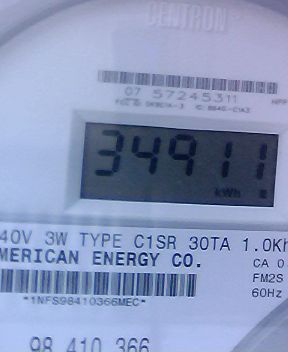 CENTRON
07 57245311
34911
kWh
40V 3W TYPE C1SR 30TA 1.0Kh
MERICAN ENERGY CO.
CA 0
FM2S
60Hz
*1NFS98410366MEC*
98 410 366